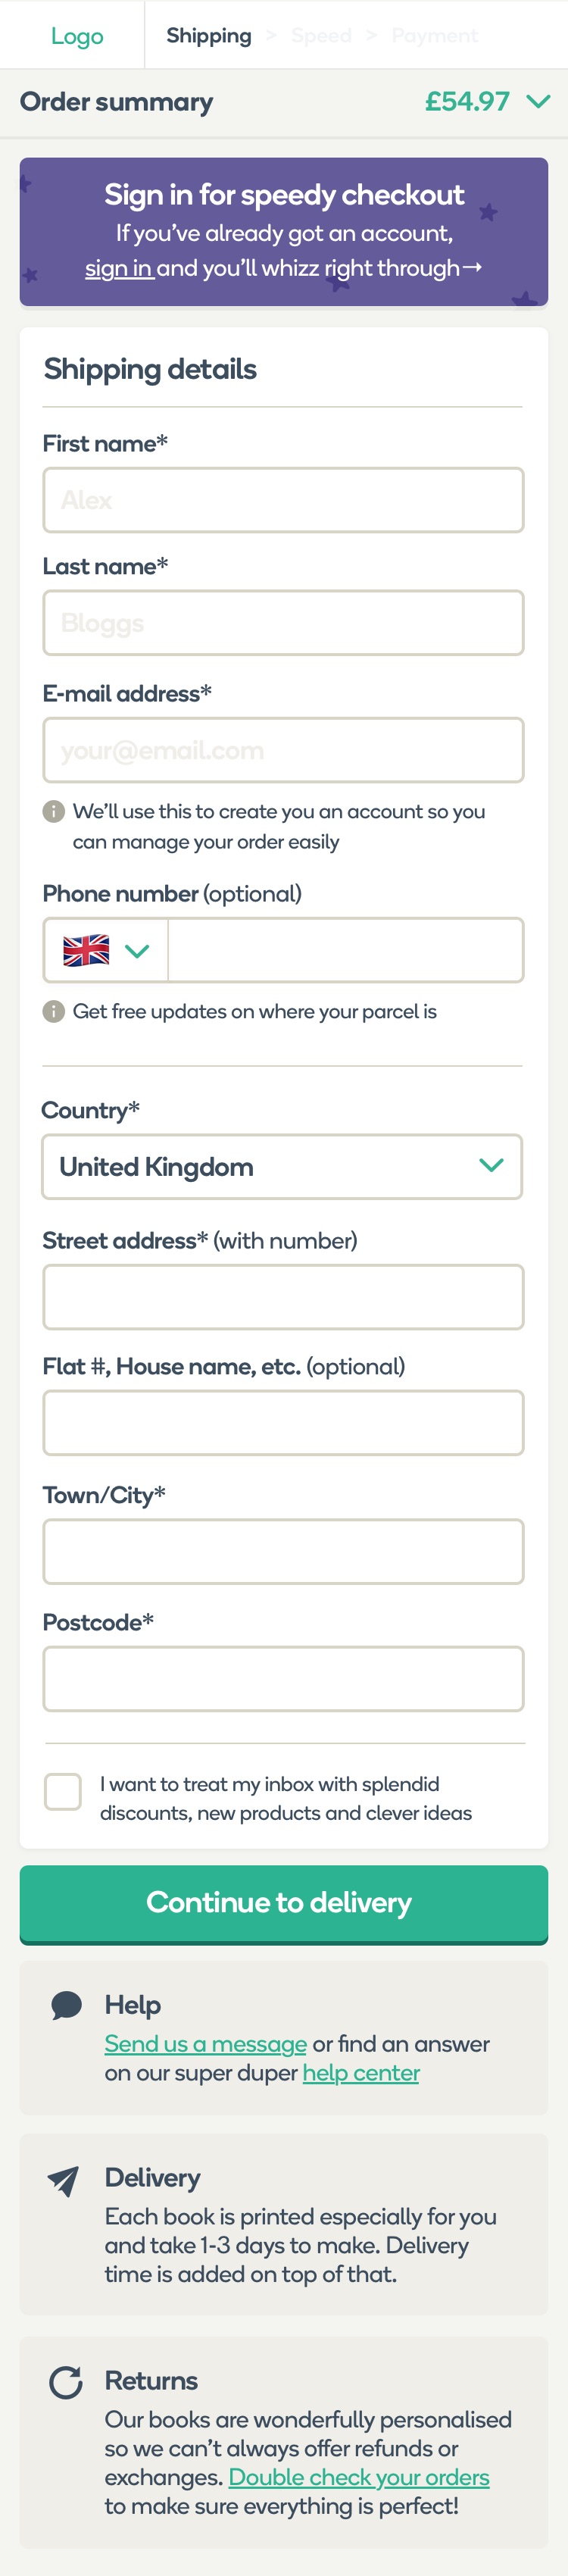 Logo
Shipping > Speed > Payment
Order summary £54.97
Sign in for speedy checkout
If you've already got an account,
sign in and you'll whizz right through→
Shipping details
First name*
Alex
Last name*
Bloggs
E-mail address*
your@email.com
We'll use this to create you an account so you
can manage your order easily
Phone number (optional)
Get free updates on where your parcel is
Country*
United Kingdom
Street address* (with number)
Flat #, House name, etc. (optional)
Town/City*
Postcode*
I want to treat my inbox with splendid
discounts, new products and clever ideas
Continue to delivery
Help
Send us a message or find an answer
on our super duper help center
Delivery
Each book is printed especially for you
and take 1-3 days to make. Delivery
time is added on top of that.
Returns
Our books are wonderfully personalised
so we can't always offer refunds or
exchanges. Double check your orders
to make sure everything is perfect!